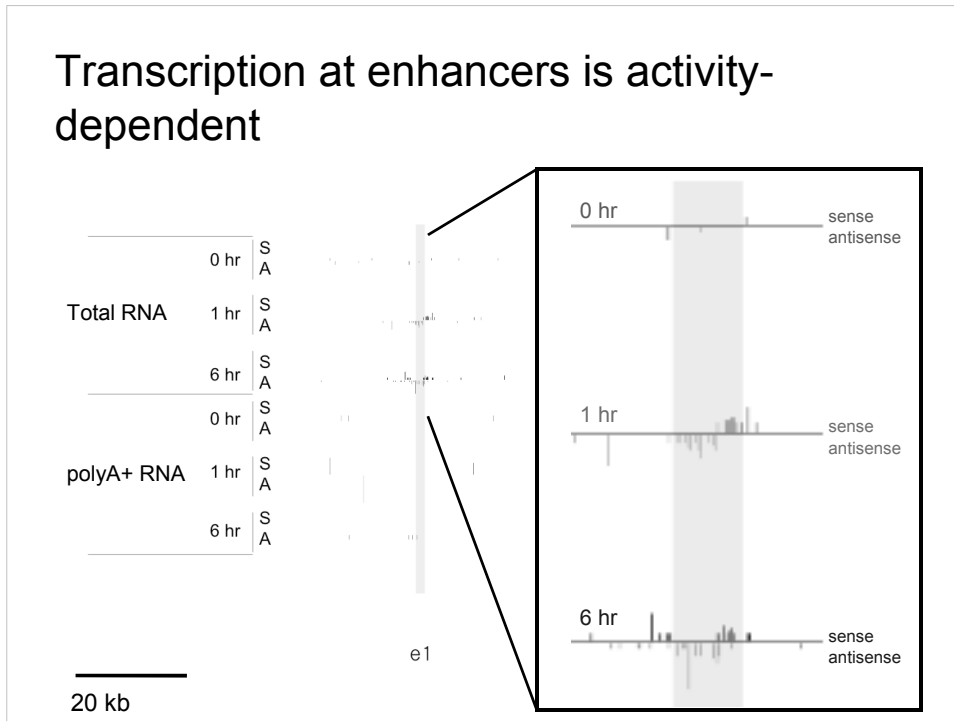 Transcription at enhancers is activity-
dependent
0 hr
sense
antisense
S
0 hr
A
Total RNA
1 hr
S
A
6 hr
S
A
0 hr
S
A
polyA+ RNA
1 hr
S
A
6 hr
S
A
1 hr
sense
antisense
6 hr
sense
antisense
e1
20 kb